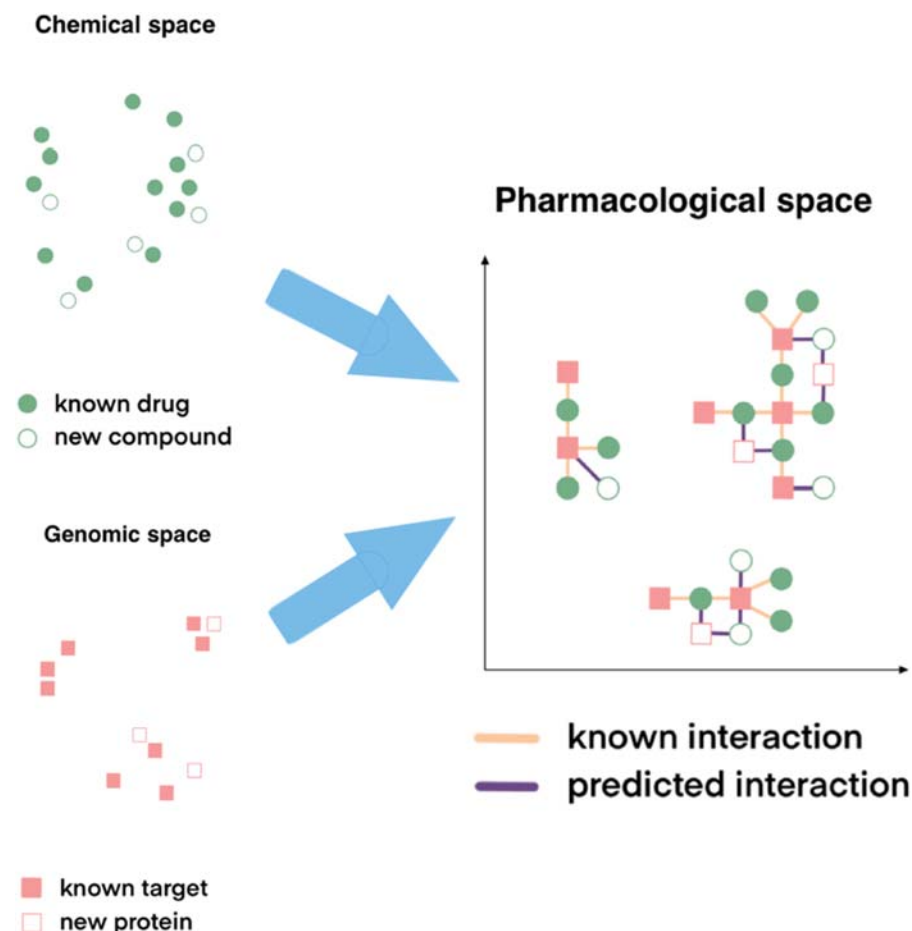 Chemical space
known drug
new compound
Genomic space
known target
new protein
Pharmacological space
known interaction
predicted interaction